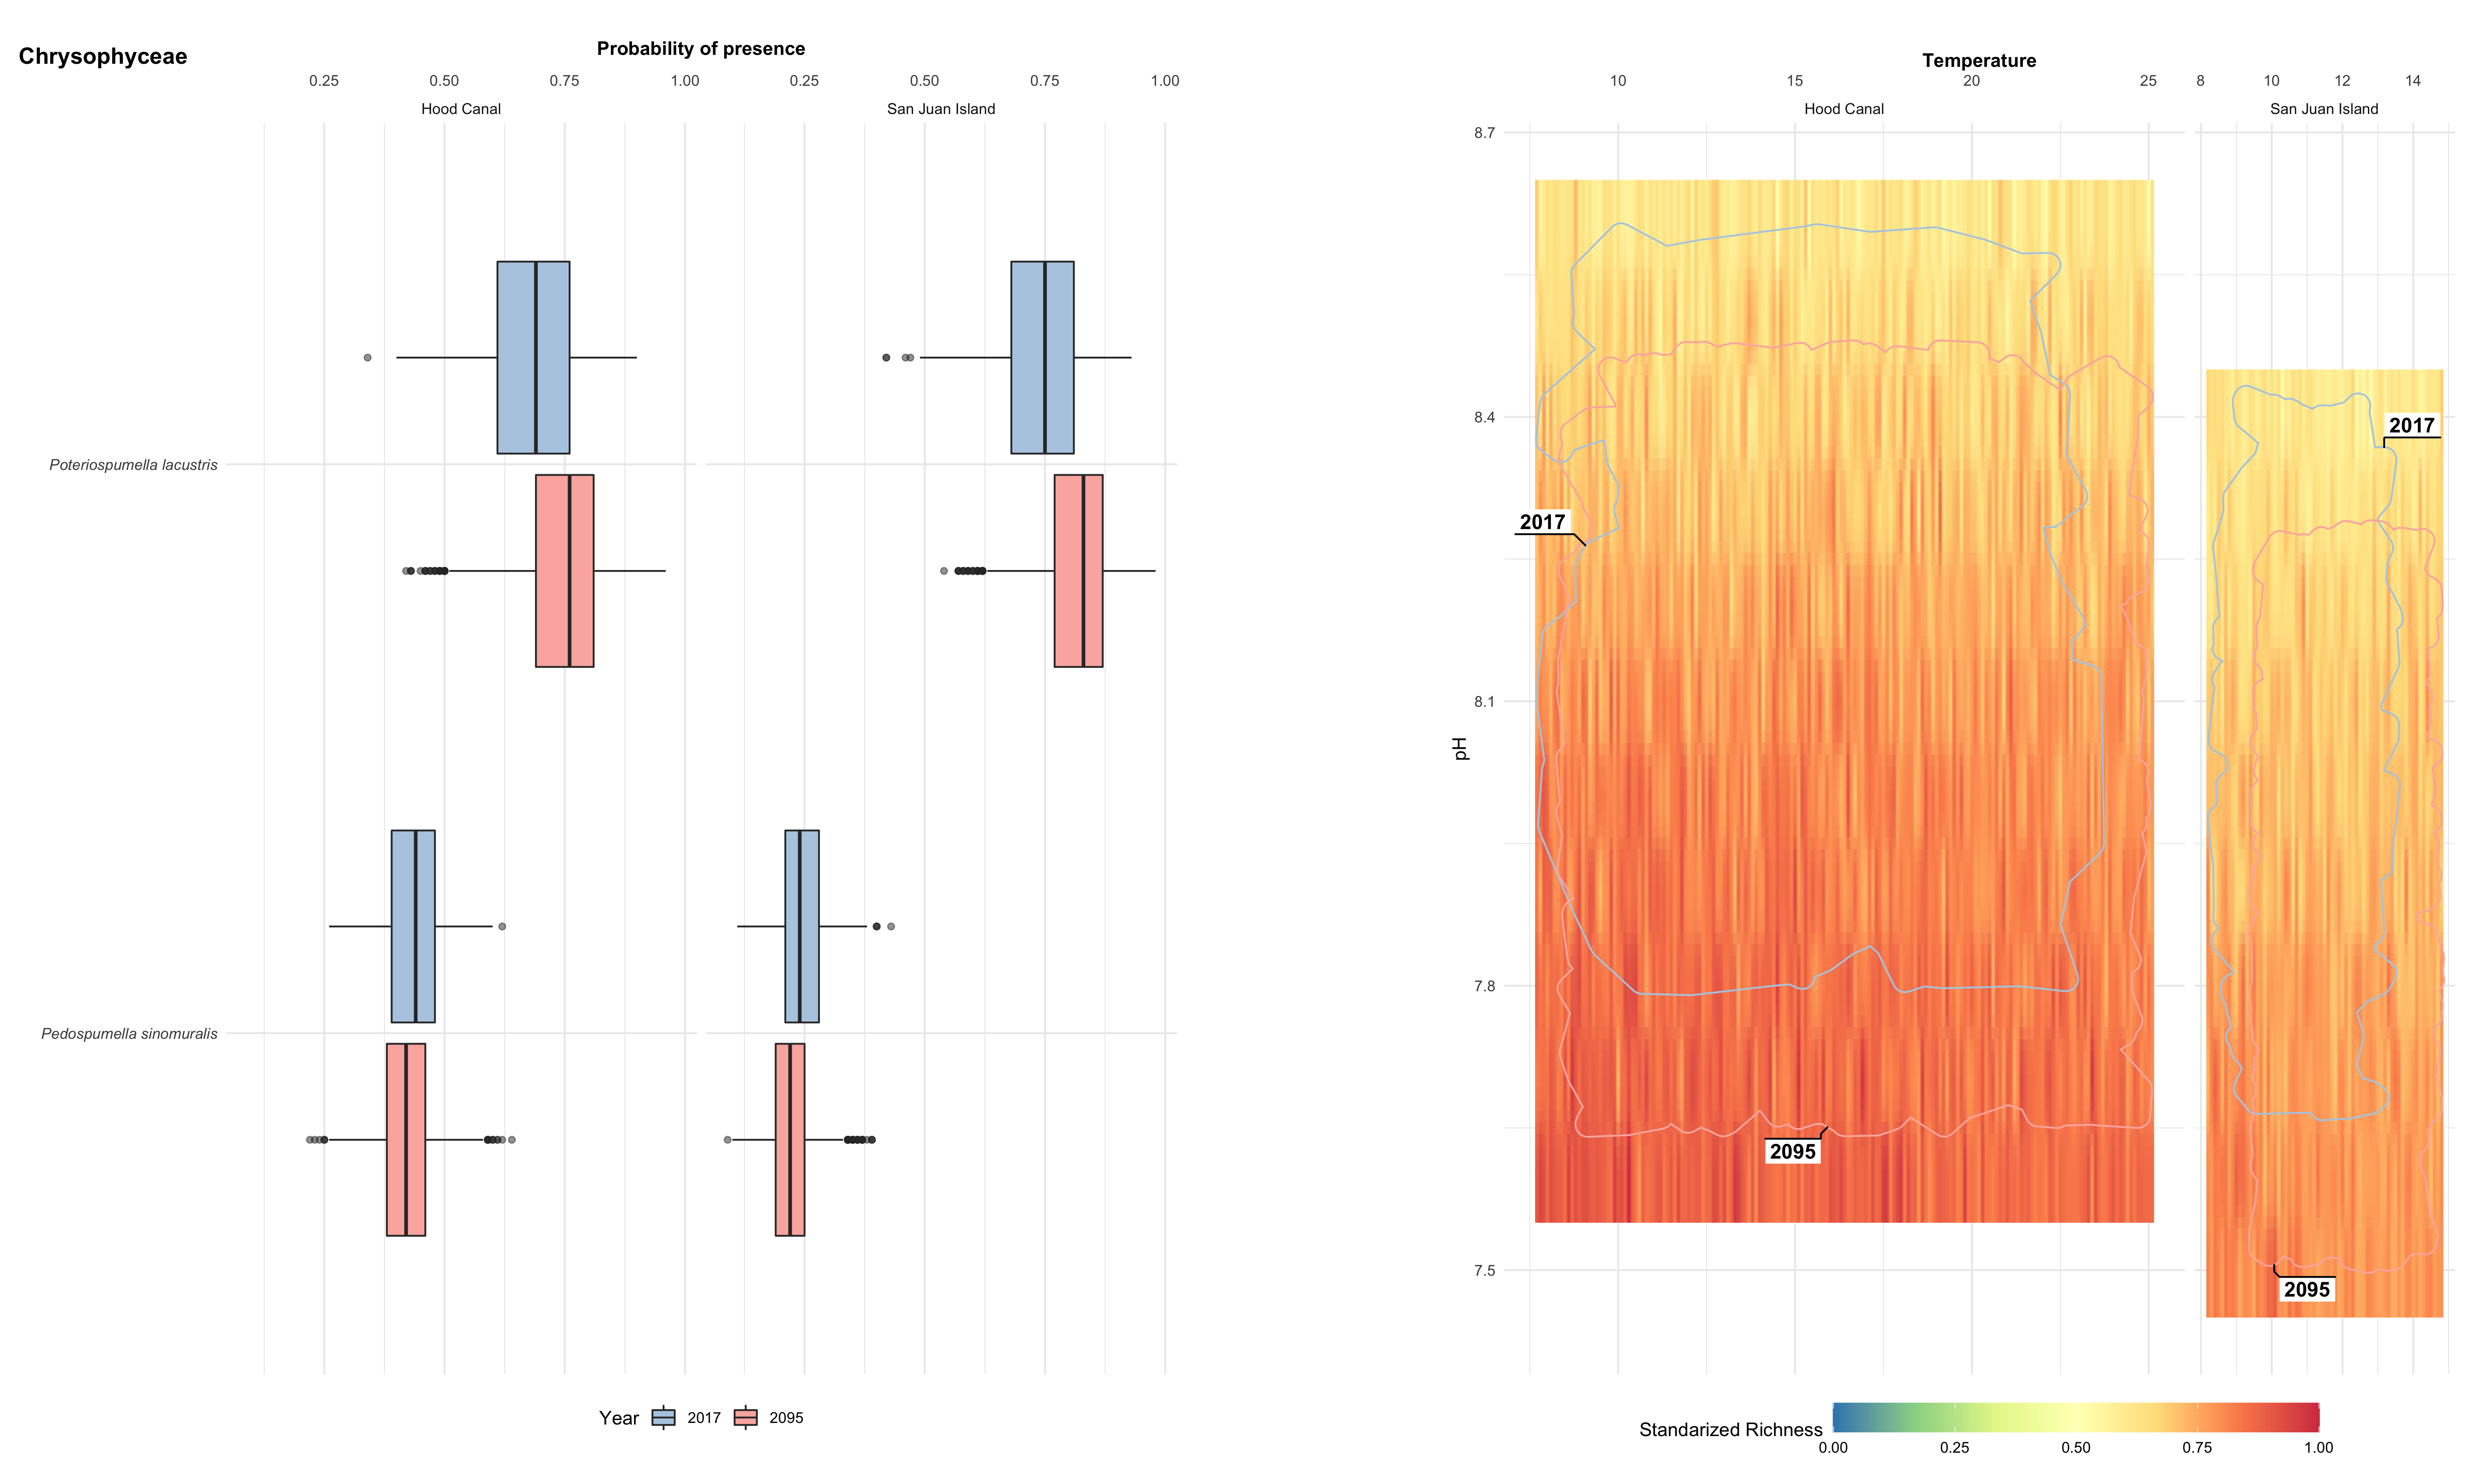 Chrysophyceae
Probability of presence
0.25 0.50 0.75 1.00 0.25 0.50 0.75 1.00
Hood Canal San Juan Island
Poteriospumella lacustris
Pedospumella sinomuralis
Year 2017 2095
Temperature
10 15 20 25 8 10 12 14
Hood Canal San Juan Island
pH
8.7
8.4
8.1
7.8
7.5
2017
2017
2095
2095
Standarized Richness
0.00 0.25 0.50 0.75 1.00